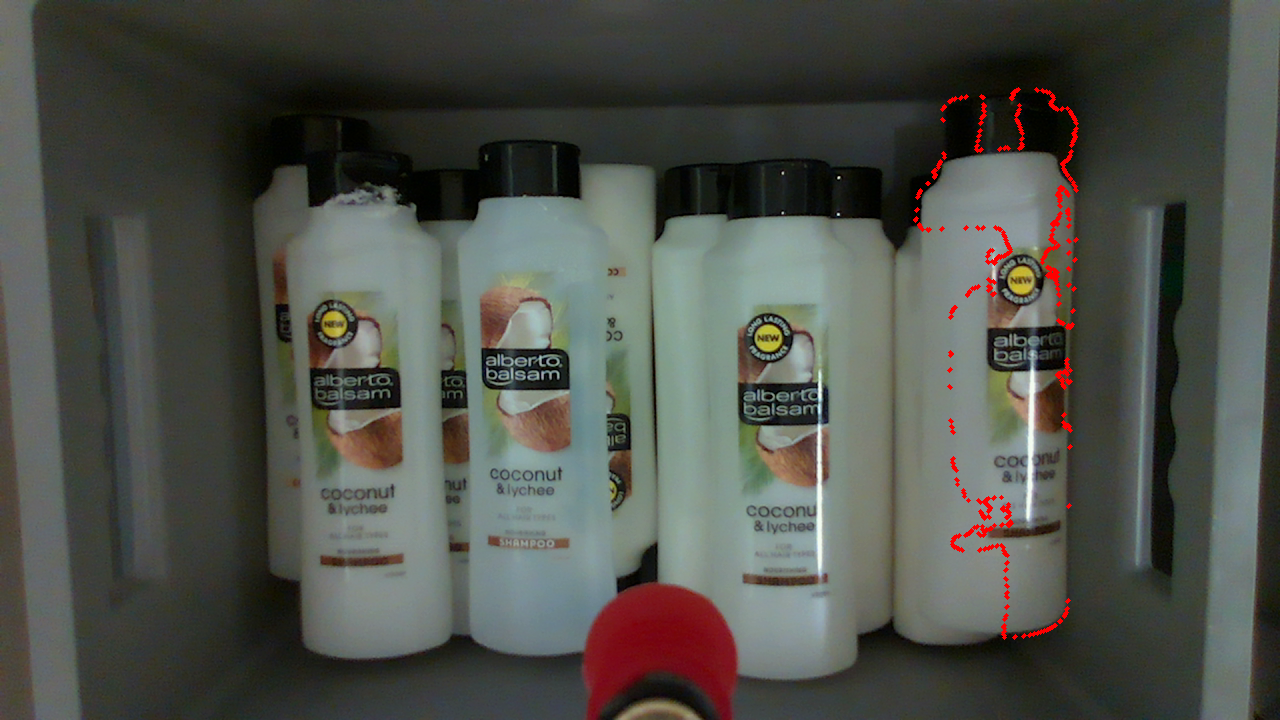 LONG LASTING
NEW
FRAGRANCE
alberto
balsam
coconut
& lychee
FOR
ALL HAIR TYPES
NOURISHING
SHAMPOO
alberto
balsam
coconut
& lychee
FOR
ALL HAIR TYPES
NOURISHING
SHAMPOO
LONG LASTING
NEW
FRAGRANCE
alberto
balsam
coconut
& lychee
FOR
ALL HAIR TYPES
NOURISHING
SHAMPOO
LONG LASTING
NEW
FRAGRANCE
alberto
balsam
coconut
& lychee